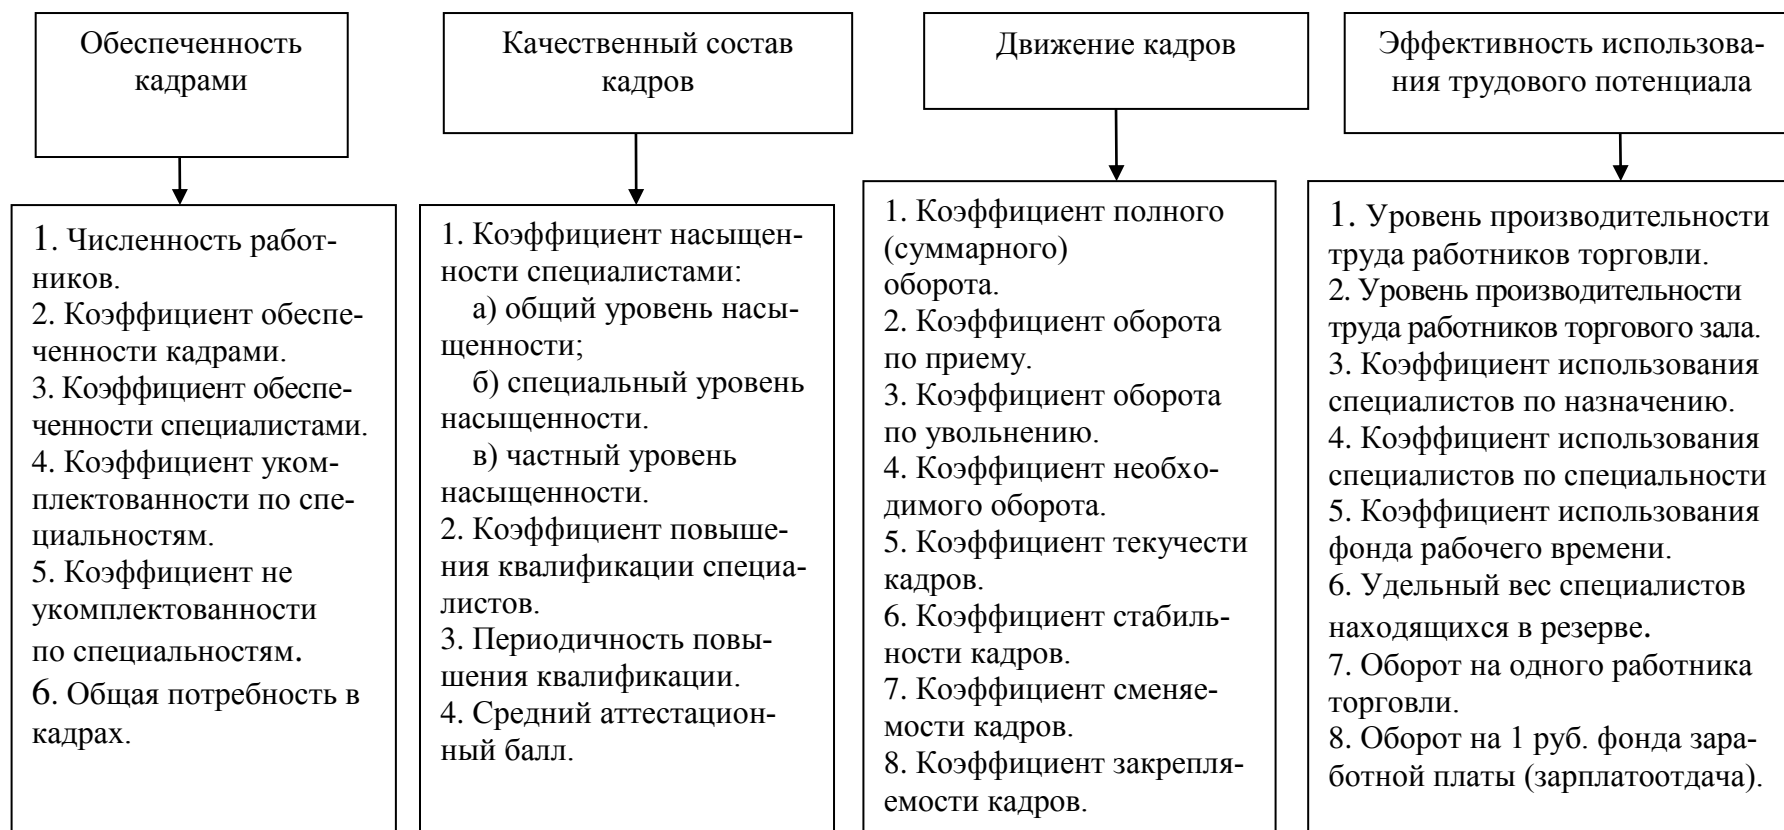 Обеспеченность
кадрами
Качественный состав
кадров
Движение кадров
Эффективность использова-
ния трудового потенциала
1. Численность работ-
ников.
2. Коэффициент обеспе-
ченности кадрами.
3. Коэффициент обеспе-
ченности специалистами.
4. Коэффициент уком-
плектованности по спе-
циальностям.
5. Коэффициент не
укомплектованности
по специальностям.
6. Общая потребность в
кадрах.
1. Коэффициент насыщен-
ности специалистами:
а) общий уровень насы-
щенности;
б) специальный уровень
насыщенности.
в) частный уровень
насыщенности.
2. Коэффициент повыше-
ния квалификации специа-
листов.
3. Периодичность повы-
шения квалификации.
4. Средний аттестацион-
ный балл.
1. Коэффициент полного
(суммарного)
оборота.
2. Коэффициент оборота
по приему.
3. Коэффициент оборота
по увольнению.
4. Коэффициент необхо-
димого оборота.
5. Коэффициент текучести
кадров.
6. Коэффициент стабиль-
ности кадров.
7. Коэффициент сменяе-
мости кадров.
8. Коэффициент закрепля-
емости кадров.
1. Уровень производительности
труда работников торговли.
2. Уровень производительности
труда работников торгового зала.
3. Коэффициент использования
специалистов по назначению.
4. Коэффициент использования
специалистов по специальности
5. Коэффициент использования
фонда рабочего времени.
6. Удельный вес специалистов
находящихся в резерве.
7. Оборот на одного работника
торговли.
8. Оборот на 1 руб. фонда зара-
ботной платы (зарплатоотдача).